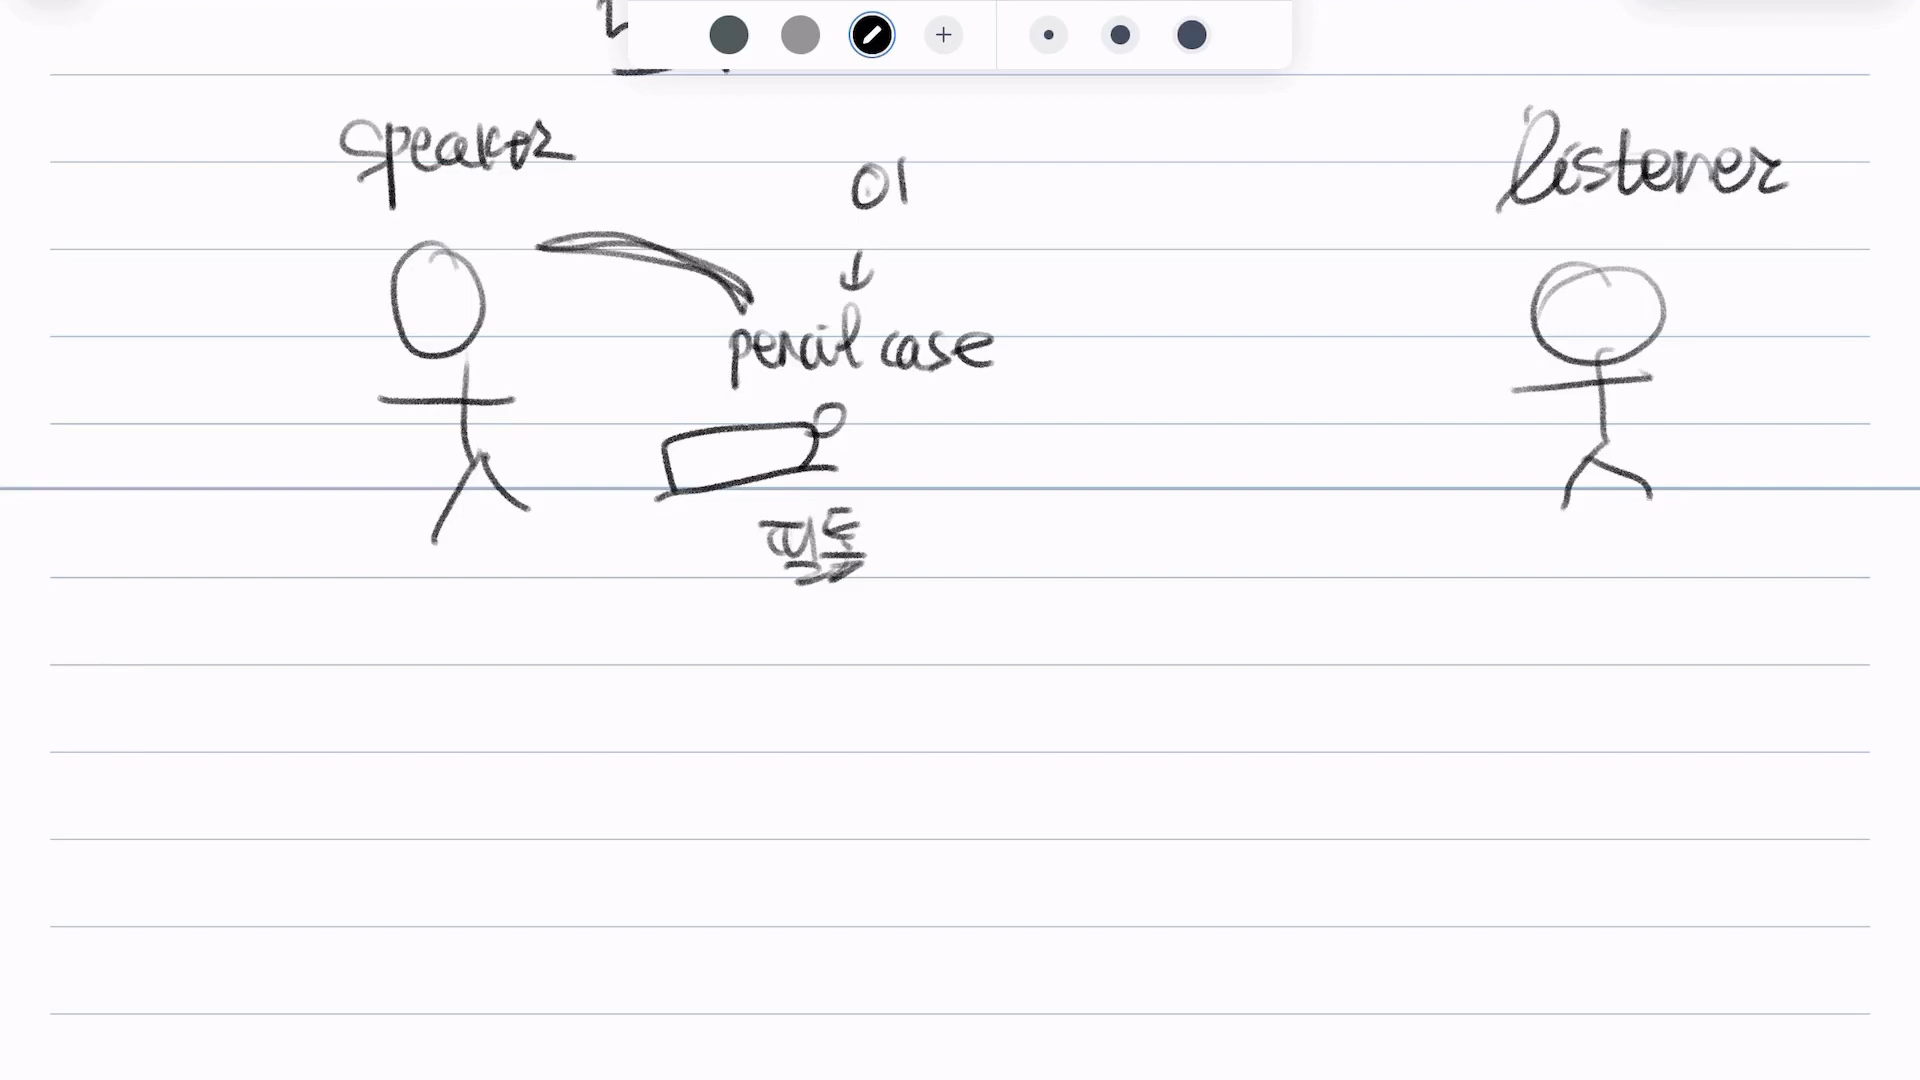 speaker
이
listener
pencil case
필통